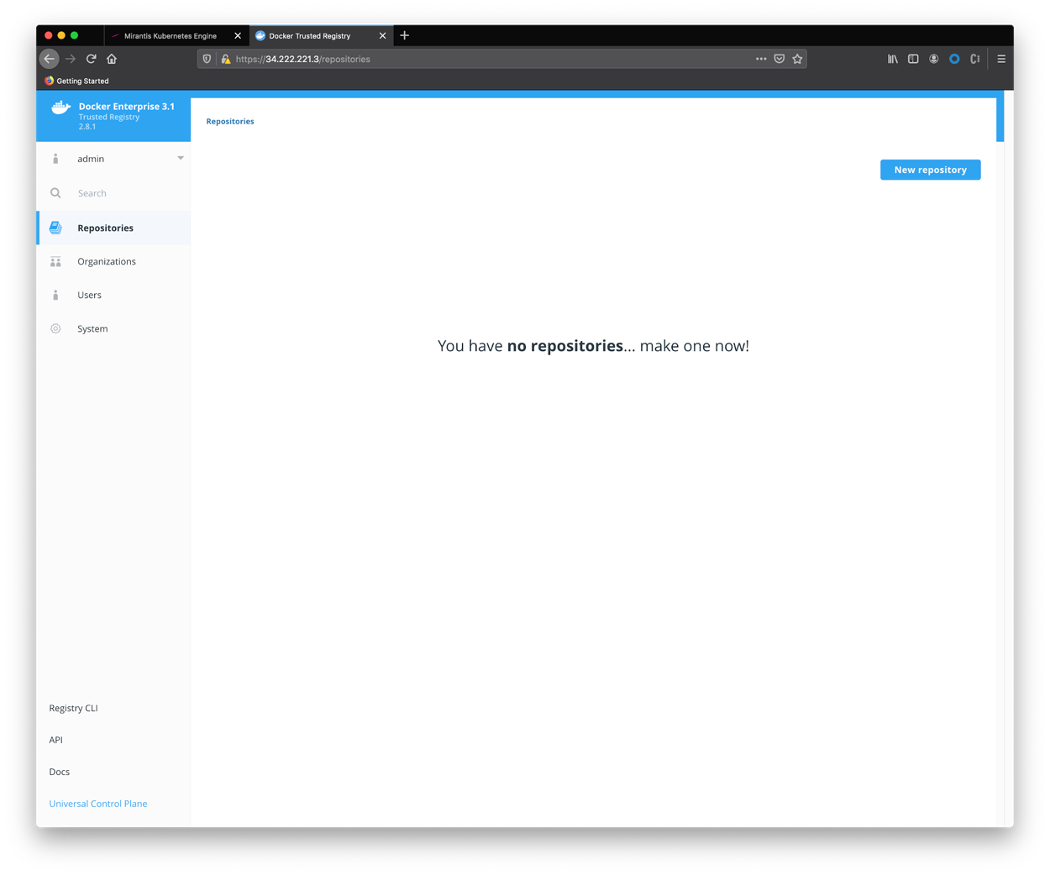 Mirantis Kubernetes Engine
Docker Trusted Registry
https://34.222.221.3/repositories
Getting Started
Docker Enterprise 3.1
Trusted Registry
2.8.1
admin
Search
Repositories
Organizations
Users
System
Registry CLI
API
Docs
Universal Control Plane
Repositories
New repository
You have no repositories... make one now!